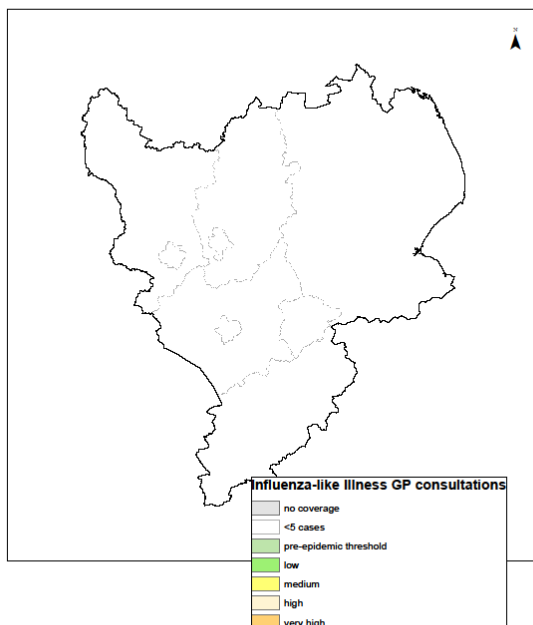 Influenza-like Illness GP consultations
no coverage
<5 cases
pre-epidemic threshold
low
medium
high
very high